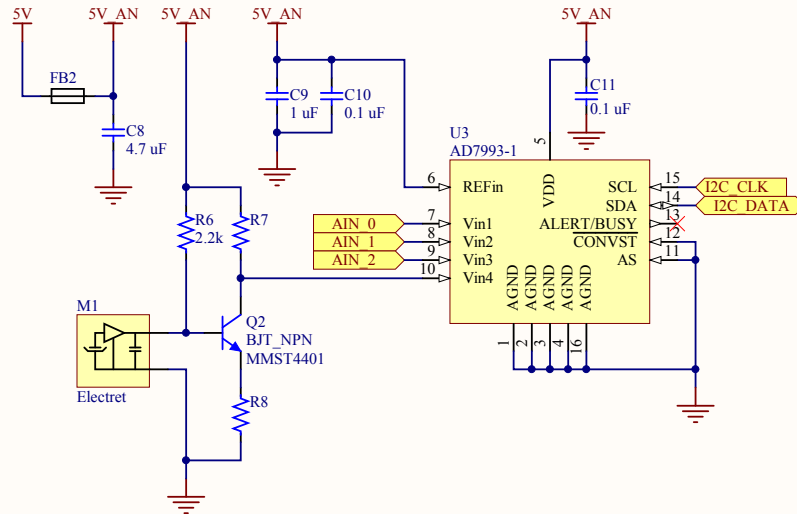 5V
5V_AN
5V_AN
5V_AN
5V_AN
FB2
C8
4.7 uF
C9
1 uF
C10
0.1 uF
C11
0.1 uF
U3
AD7993-1
5
VDD
6
REFin
7
Vin1
8
Vin2
9
Vin3
10
Vin4
AIN_0
AIN_1
AIN_2
SCL
15
I2C_CLK
SDA
14
I2C_DATA
ALERT/BUSY
13
CONVST
12
AS
11
AGND
AGND
AGND
AGND
AGND
1
2
3
4
16
R6
2.2k
R7
M1
Electret
Q2
BJT_NPN
MMST4401
R8